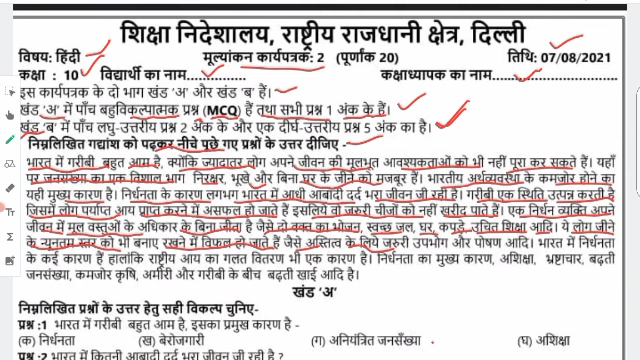 शिक्षा निदेशालय, राष्ट्रीय राजधानी क्षेत्र, दिल्ली
विषय: हिंदी मूल्यांकन कार्यपत्रक: 2 (पूर्णांक 20) तिथि: 07/08/2021
कक्षा : 10 विद्यार्थी का नाम............... कक्षाध्यापक का नाम...............
इस कार्यपत्रक के दो भाग खंड 'अ' और खंड 'ब' हैं।
खंड 'अ' में पाँच बहुविकल्पात्मक प्रश्न (MCQ) हैं तथा सभी प्रश्न 1 अंक के हैं।
खंड 'ब' में पाँच लघु-उत्तरीय प्रश्न 2 अंक के और एक दीर्घ-उत्तरीय प्रश्न 5 अंक का है।
निम्नलिखित गद्यांश को पढ़कर नीचे पूछे गए प्रश्नों के उत्तर दीजिए -
भारत में गरीबी बहुत आम है, क्योंकि ज्यादातर लोग अपने जीवन की मूलभूत आवश्यकताओं को भी नहीं पूरा कर सकते हैं। यहाँ
पर जनसंख्या का एक विशाल भाग निरक्षर, भूखे और बिना घर के जीने को मजबूर हैं। भारतीय अर्थव्यवस्था के कमजोर होने का
यही मुख्य कारण है। निर्धनता के कारण लगभग भारत में आधी आबादी दर्द भरा जीवन जी रही है। गरीबी एक स्थिति उत्पन्न करती है
जिसमें लोग पर्याप्त आय प्राप्त करने में असफल हो जाते हैं इसलिये वो जरुरी चीजों को नहीं खरीद पाते हैं। एक निर्धन व्यक्ति अपने
जीवन में मूल वस्तुओं के अधिकार के बिना जीता है जैसे दो वक्त का भोजन, स्वच्छ जल, घर, कपड़े, उचित शिक्षा आदि। ये लोग जीने
के न्यूनतम स्तर को भी बनाए रखने में विफल हो जाते हैं जैसे अस्तित्व के लिये जरुरी उपभोग और पोषण आदि। भारत में निर्धनता
के कई कारण हैं हालांकि राष्ट्रीय आय का गलत वितरण भी एक कारण है। निर्धनता का मुख्य कारण, अशिक्षा, भ्रष्टाचार, बढ़ती
जनसंख्या, कमजोर कृषि, अमीरी और गरीबी के बीच बढ़ती खाई आदि है।
खंड 'अ'
निम्नलिखित प्रश्नों के उत्तर हेतु सही विकल्प चुनिए-
प्रश्न :1 भारत में गरीबी बहुत आम है, इसका प्रमुख कारण है -
(क) निर्धनता (ख) बेरोजगारी (ग) अनियंत्रित जनसँख्या (घ) अशिक्षा
प्रश्न :2 भारत में कितनी आबादी दर्द भरा जीवन जी रही है ?